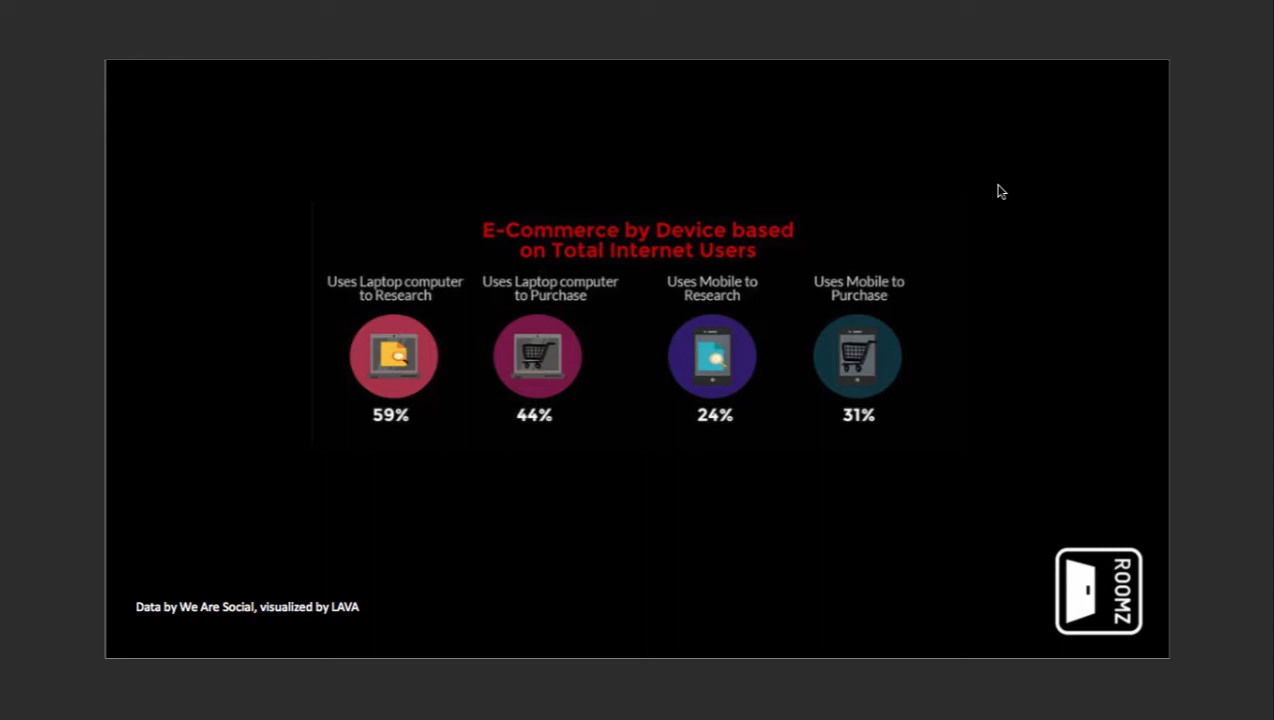 E-Commerce by Device based
on Total Internet Users
Uses Laptop computer
to Research
Uses Laptop computer
to Purchase
Uses Mobile to
Research
Uses Mobile to
Purchase
59%
44%
24%
31%
Data by We Are Social, visualized by LAVA
ROOMZ